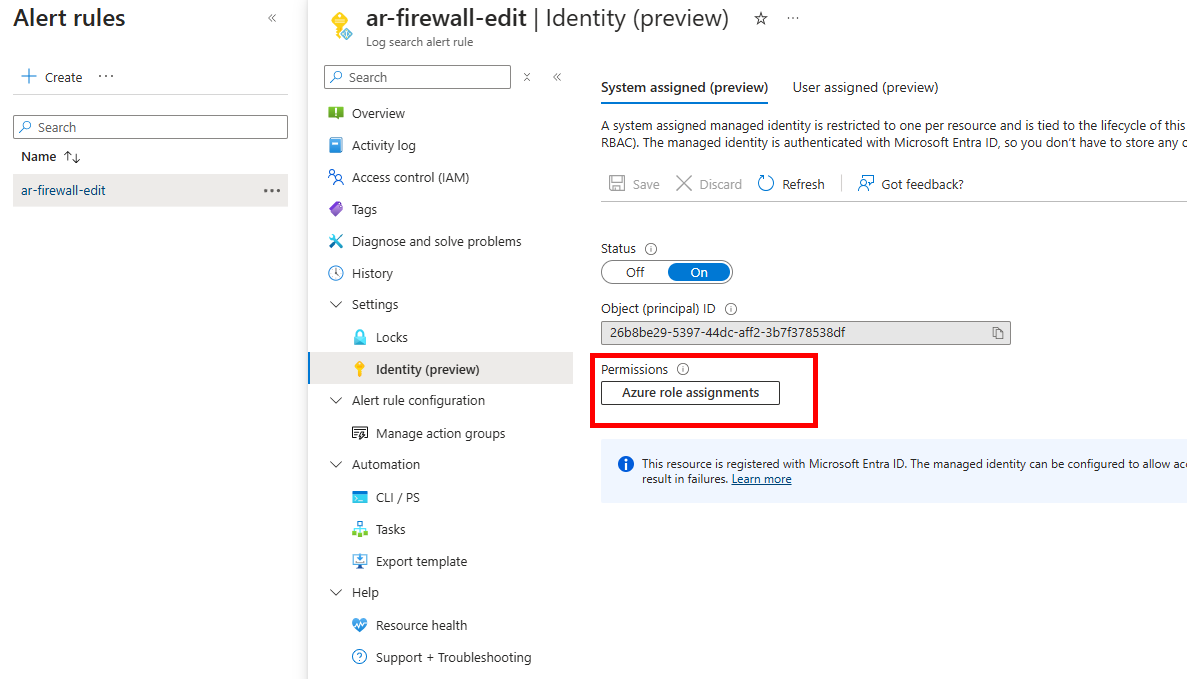 Alert rules
Create
Search
Name
ar-firewall-edit
ar-firewall-edit | Identity (preview)
Log search alert rule
Search
Overview
Activity log
Access control (IAM)
Tags
Diagnose and solve problems
History
Settings
Locks
Identity (preview)
Alert rule configuration
Manage action groups
Automation
CLI / PS
Tasks
Export template
Help
Resource health
Support + Troubleshooting
System assigned (preview) User assigned (preview)
A system assigned managed identity is restricted to one per resource and is tied to the lifecycle of this
RBAC). The managed identity is authenticated with Microsoft Entra ID, so you don't have to store any
Save Discard Refresh Got feedback?
Status
Off On
Object (principal) ID
26b8be29-5397-44dc-aff2-3b7f378538df
Permissions
Azure role assignments
This resource is registered with Microsoft Entra ID. The managed identity can be configured to allow
result in failures. Learn more